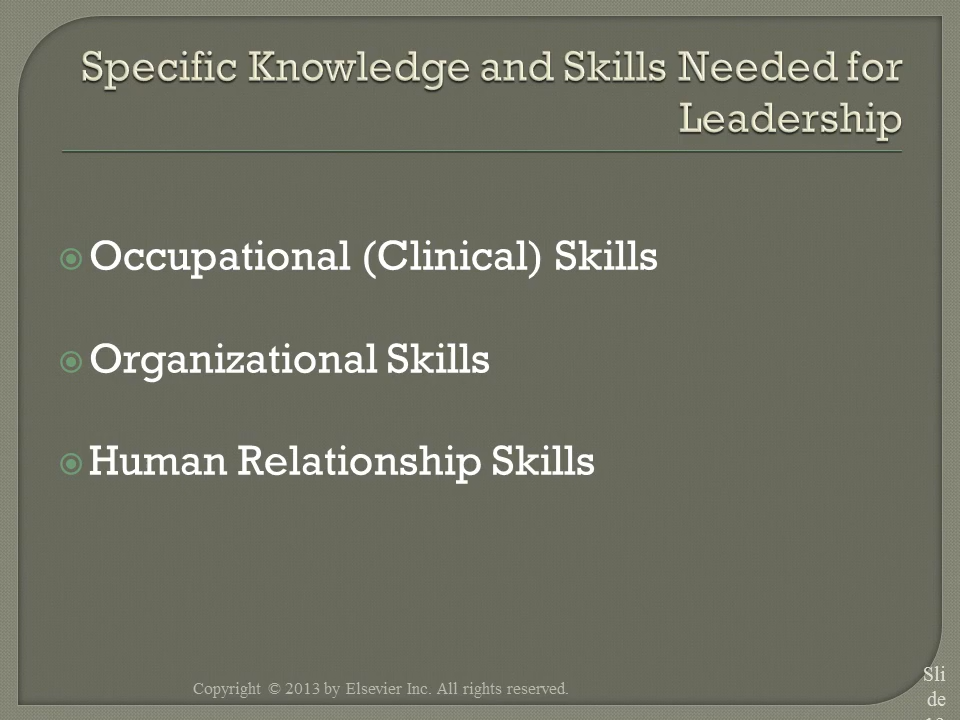 Specific Knowledge and Skills Needed for
Leadership
Occupational (Clinical) Skills
Organizational Skills
Human Relationship Skills
Copyright © 2013 by Elsevier Inc. All rights reserved.
Sli
de